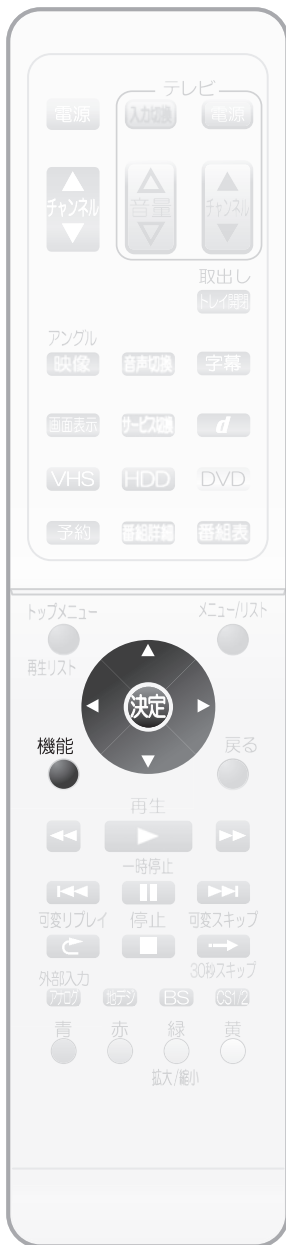 テレビ
電源 入力切換 電源
チャンネル 音量 チャンネル
取出し
トレイ開/閉
アングル
映像 音声切換 字幕
画面表示 サービス切換 d
VHS HDD DVD
予約 番組詳細 番組表
トップメニュー メニュー/リスト
再生リスト
決定
機能 戻る
再生
一時停止
可変リプレイ 停止 可変スキップ
外部入力 30秒スキップ
アナログ 地デジ BS CS1/2
青 赤 緑 黄
拡大/縮小